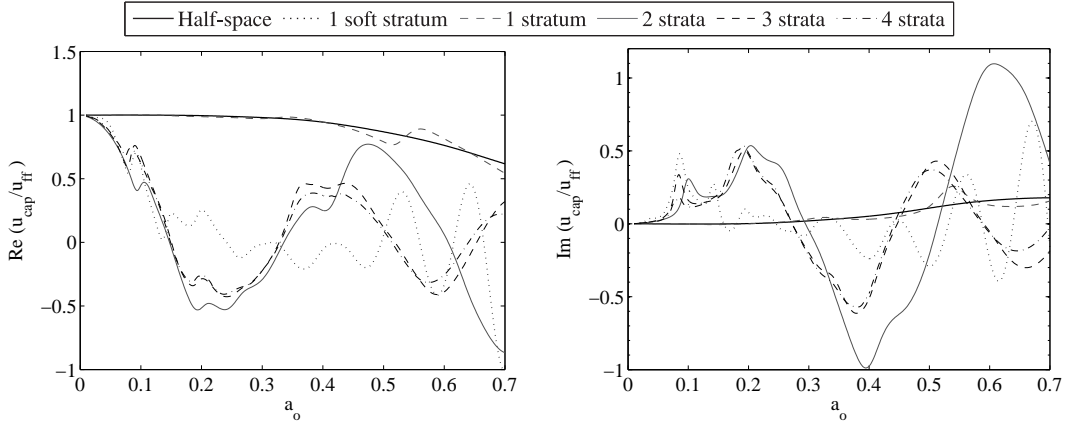 Half-space 1 soft stratum 1 stratum 2 strata 3 strata 4 strata
Re (u_cap/u_ff)
1.5
1
0.5
0
−0.5
−1
0 0.1 0.2 0.3 0.4 0.5 0.6 0.7
a_o
Im (u_cap/u_ff)
1
0.5
0
−0.5
−1
0 0.1 0.2 0.3 0.4 0.5 0.6 0.7
a_o